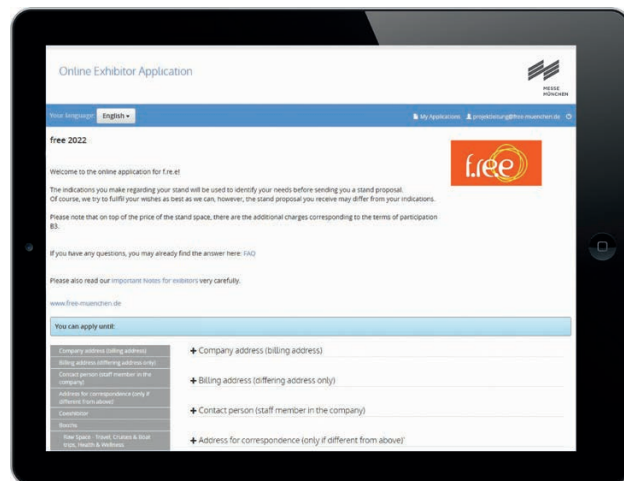 Online Exhibitor Application
MESSE
MÜNCHEN
Your language: English
My Applications projektleitung@free-muenchen.de
free 2022
f.ree
Welcome to the online application for f.re.e!
The indications you make regarding your stand will be used to identify your needs before sending you a stand proposal.
Of course, we try to fullfil your wishes as best as we can, however, the stand proposal you receive may differ from your indications.
Please note that on top of the price of the stand space, there are the additional charges corresponding to the terms of participation
B3.
If you have any questions, you may already find the answer here: FAQ
Please also read our Important Notes for exibitors very carefully.
www.free-muenchen.de
You can apply until:
Company address (billing address)
Billing address (differing address only)
Contact person (staff member in the
company)
Address for correspondence (only if
different from above)
Coexhibitor
Booths
Raw Space - Travel, Cruises & Boat
trips, Health & Wellness
+ Company address (billing address)
+ Billing address (differing address only)
+ Contact person (staff member in the company)
+ Address for correspondence (only if different from above)'